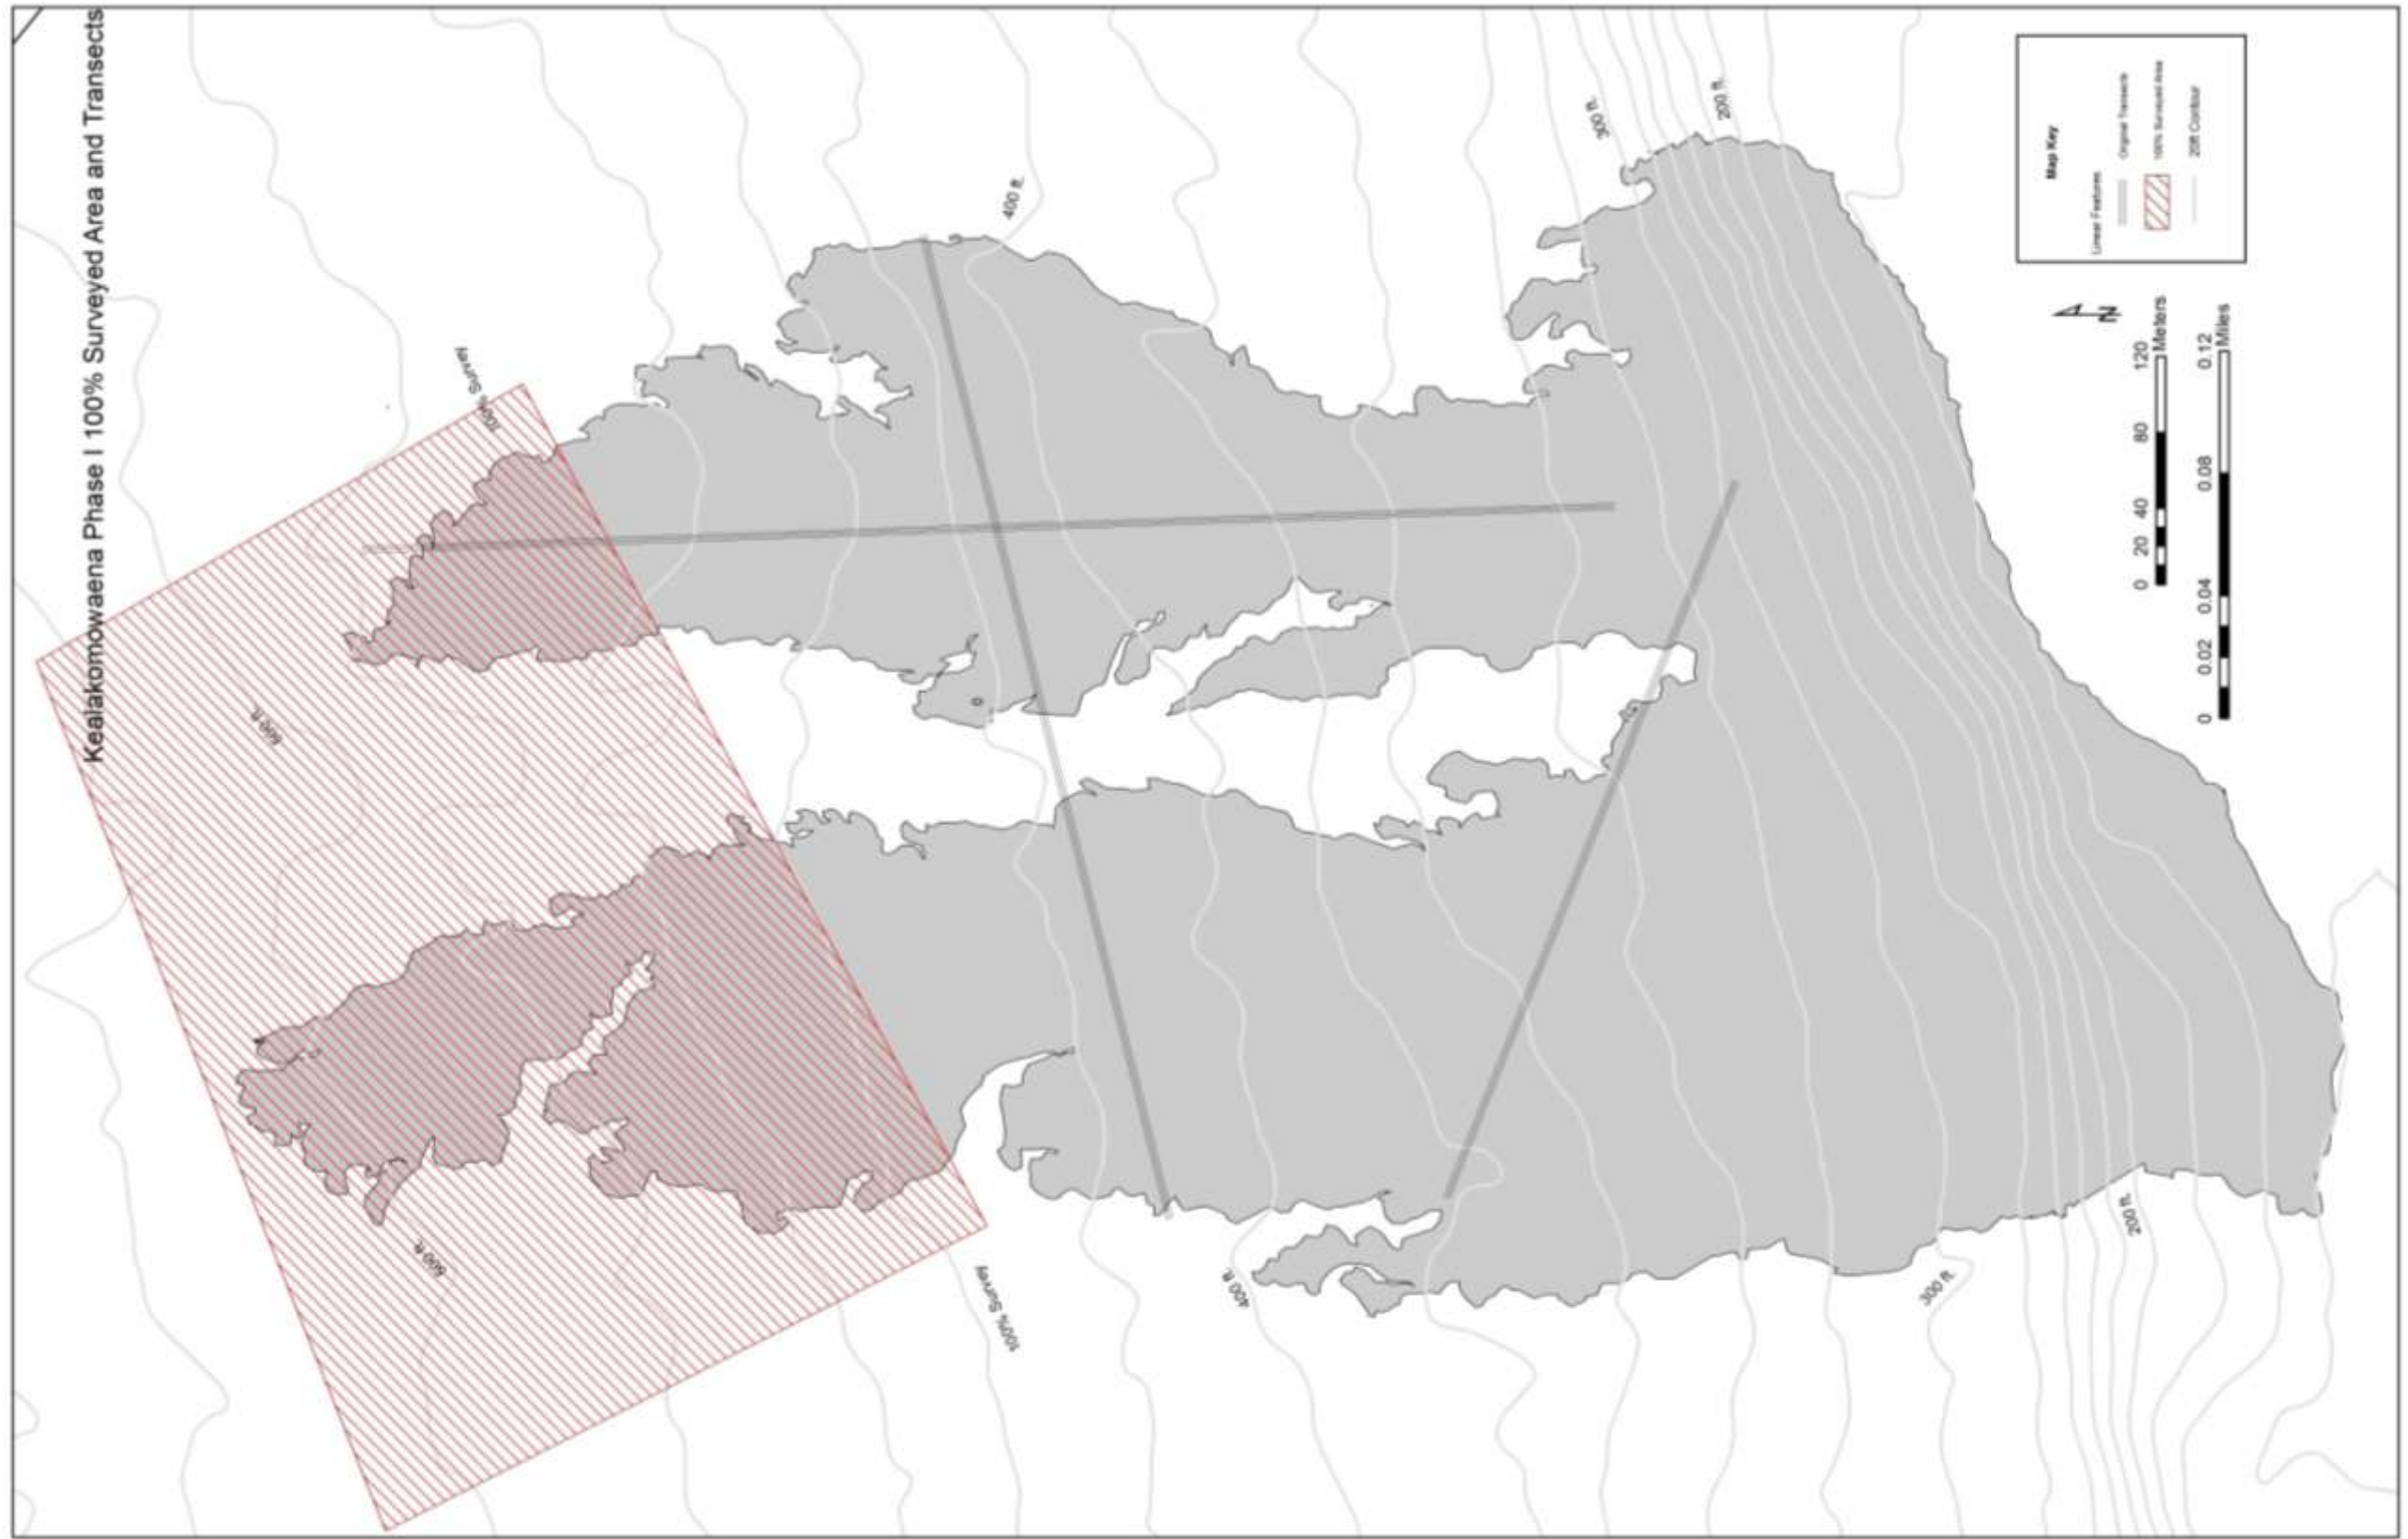 Kealakomowaena Phase I 100% Surveyed Area and Transects
100% Survey
500 ft.
500 ft.
100% Survey
400 ft.
400 ft.
300 ft.
200 ft.
300 ft.
200 ft.
Map Key
Linear Features
Original Transects
100% Surveyed Area
20ft Contour
N
0 20 40 80 120 Meters
0 0.02 0.04 0.08 0.12 Miles